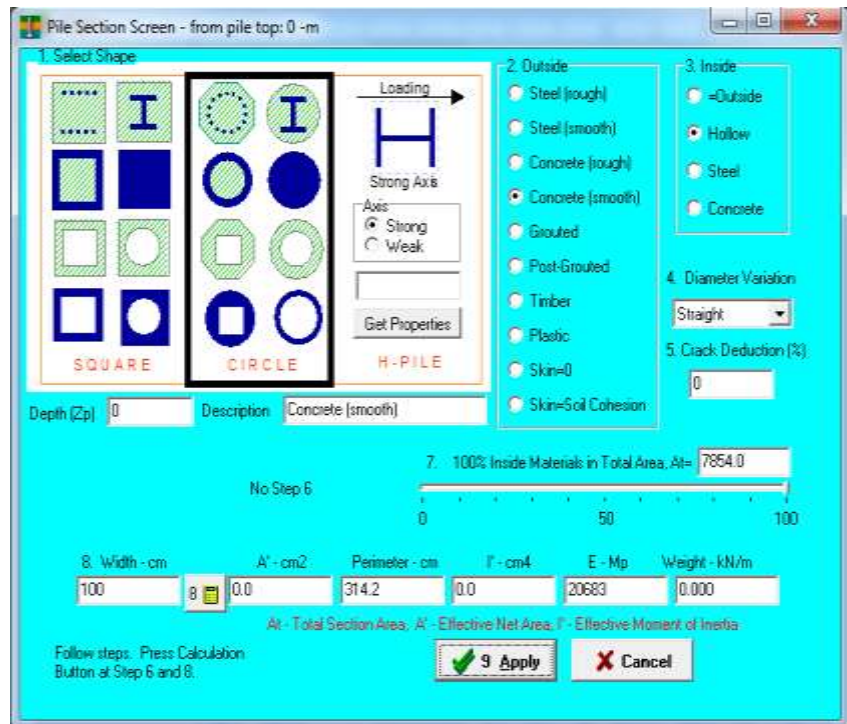 Pile Section Screen - from pile top: 0 -m
1. Select Shape
SQUARE
CIRCLE
Loading
Strong Axis
Axis
Strong
Weak
Get Properties
H-PILE
2. Outside
Steel (rough)
Steel (smooth)
Concrete (rough)
Concrete (smooth)
Grouted
Post-Grouted
Timber
Plastic
Skin=0
Skin=Soil Cohesion
3. Inside
=Outside
Hollow
Steel
Concrete
4. Diameter Variation
Straight
5. Crack Deduction (%)
0
Depth (Zp) 0 Description Concrete (smooth)
No Step 6
7. 100% Inside Materials in Total Area, At= 7854.0
0 50 100
8. Width - cm A' - cm2 Perimeter - cm I' - cm4 E - Mp Weight - kN/m
100 8 0.0 314.2 0.0 20683 0.000
At - Total Section Area, A' - Effective Net Area, I' - Effective Moment of Inertia
Follow steps. Press Calculation
Button at Step 6 and 8.
9 Apply
Cancel